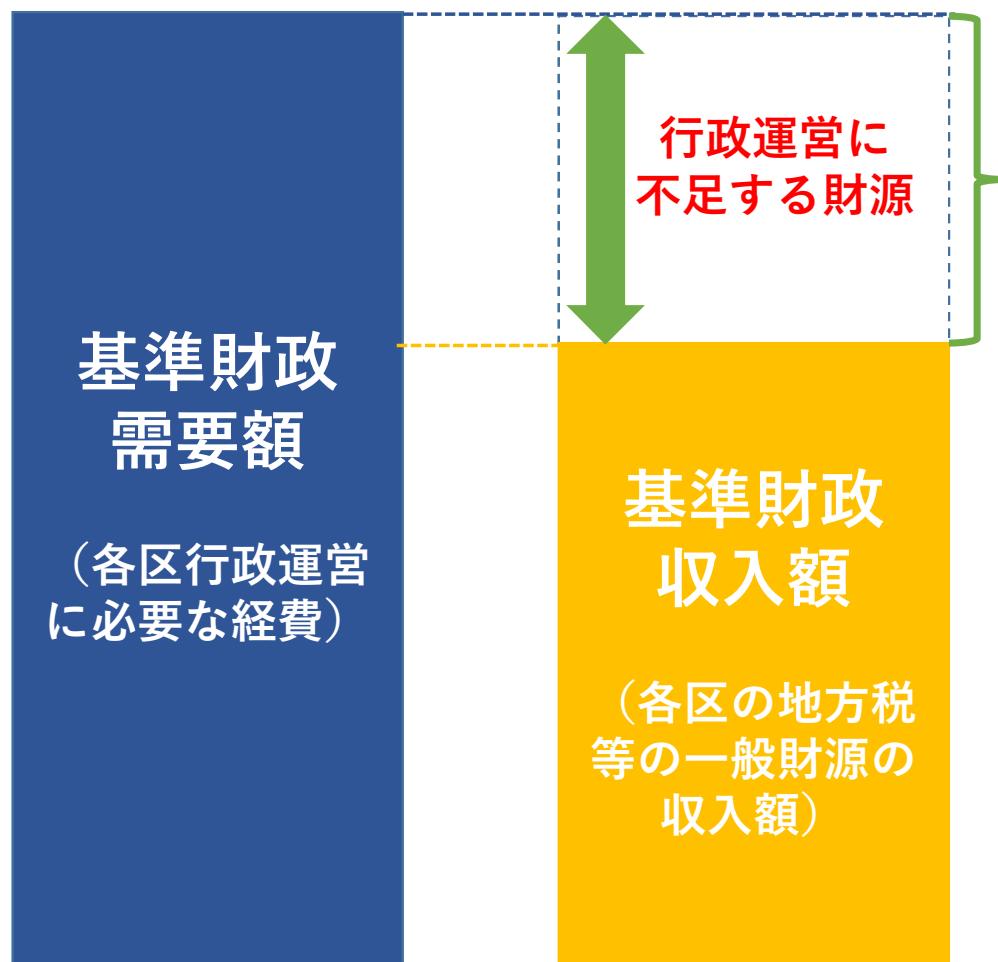 基準財政
需要額
（各区行政運営
に必要な経費）
行政運営に
不足する財源
基準財政
収入額
（各区の地方税
等の一般財源の
収入額）